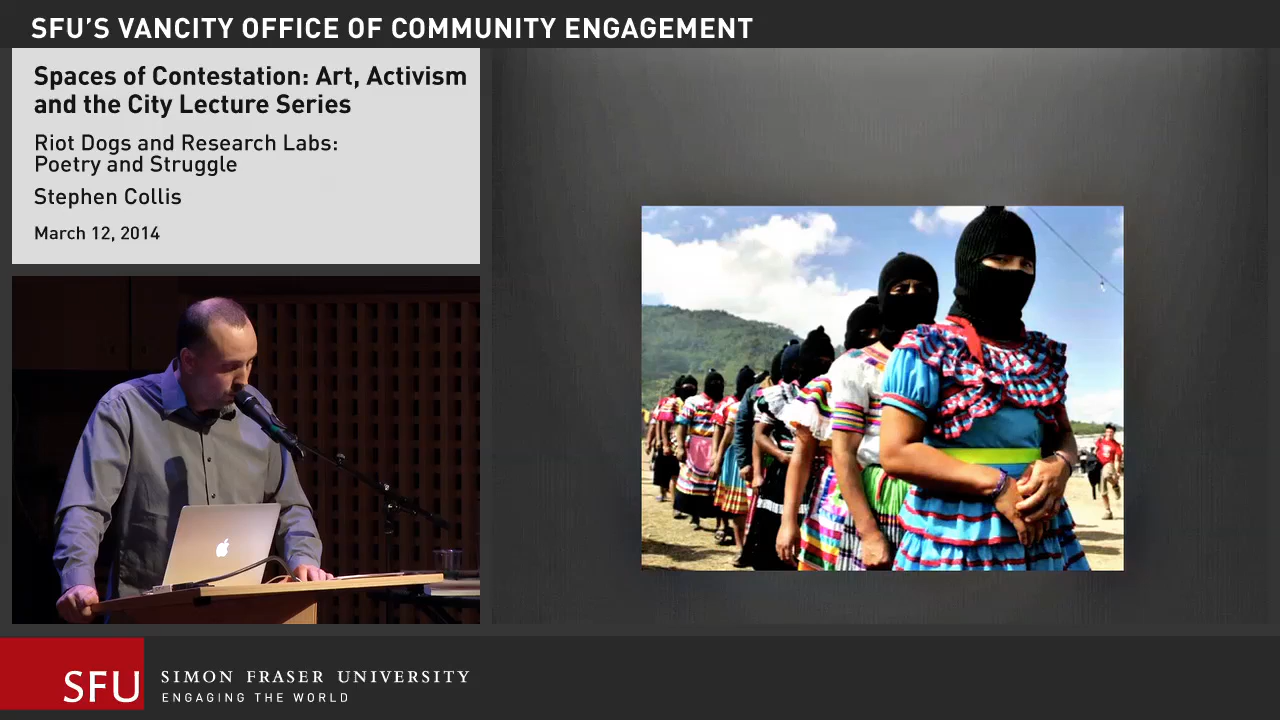 SFU'S VANCITY OFFICE OF COMMUNITY ENGAGEMENT
Spaces of Contestation: Art, Activism
and the City Lecture Series
Riot Dogs and Research Labs:
Poetry and Struggle
Stephen Collis
March 12, 2014
SFU
SIMON FRASER UNIVERSITY
ENGAGING THE WORLD